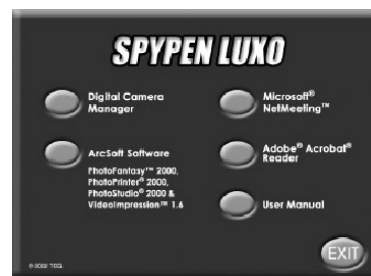 SPYPEN LUXO
Digital Camera
Manager
ArcSoft Software
PhotoFantasy™ 2000,
PhotoPrinter® 2000,
PhotoStudio® 2000 &
VideoImpression™ 1.6
Microsoft®
NetMeeting™
Adobe® Acrobat®
Reader
User Manual
EXIT